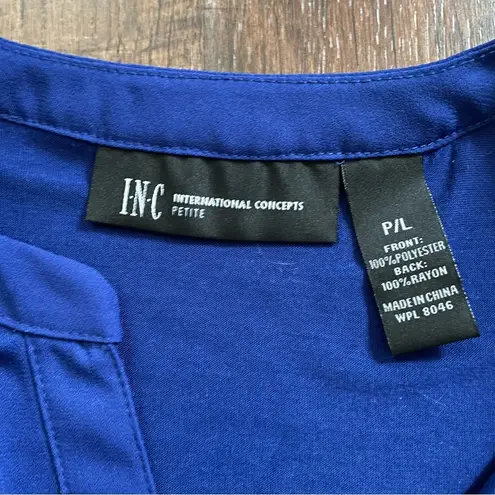 I·N·C INTERNATIONAL CONCEPTS
PETITE
P/L
FRONT:
100%POLYESTER
BACK:
100%RAYON
MADE IN CHINA
WPL 8046